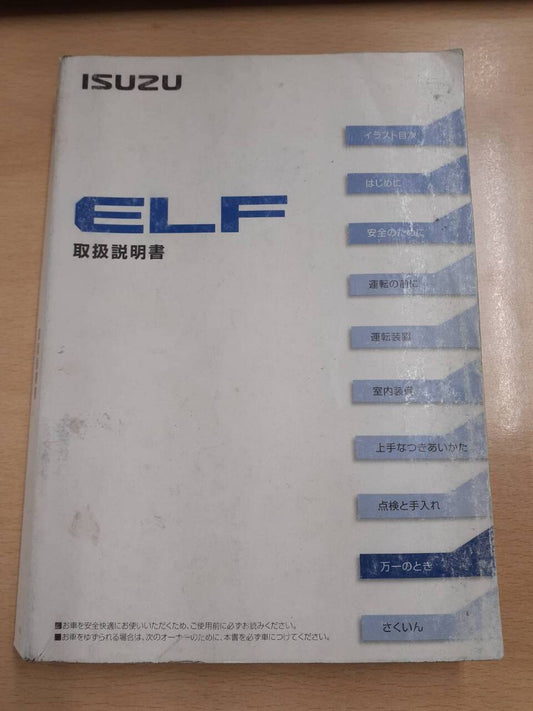 ISUZU
ELF
取扱説明書
イラスト目次
はじめに
安全のために
運転の前に
運転装置
室内装備
上手なつきあいかた
点検と手入れ
万一のとき
さくいん
■お車を安全快適にお使いいただくため、ご使用前に必ずお読みください。
■お車をゆずられる場合は、次のオーナーのために、本書を必ず車につけてください。